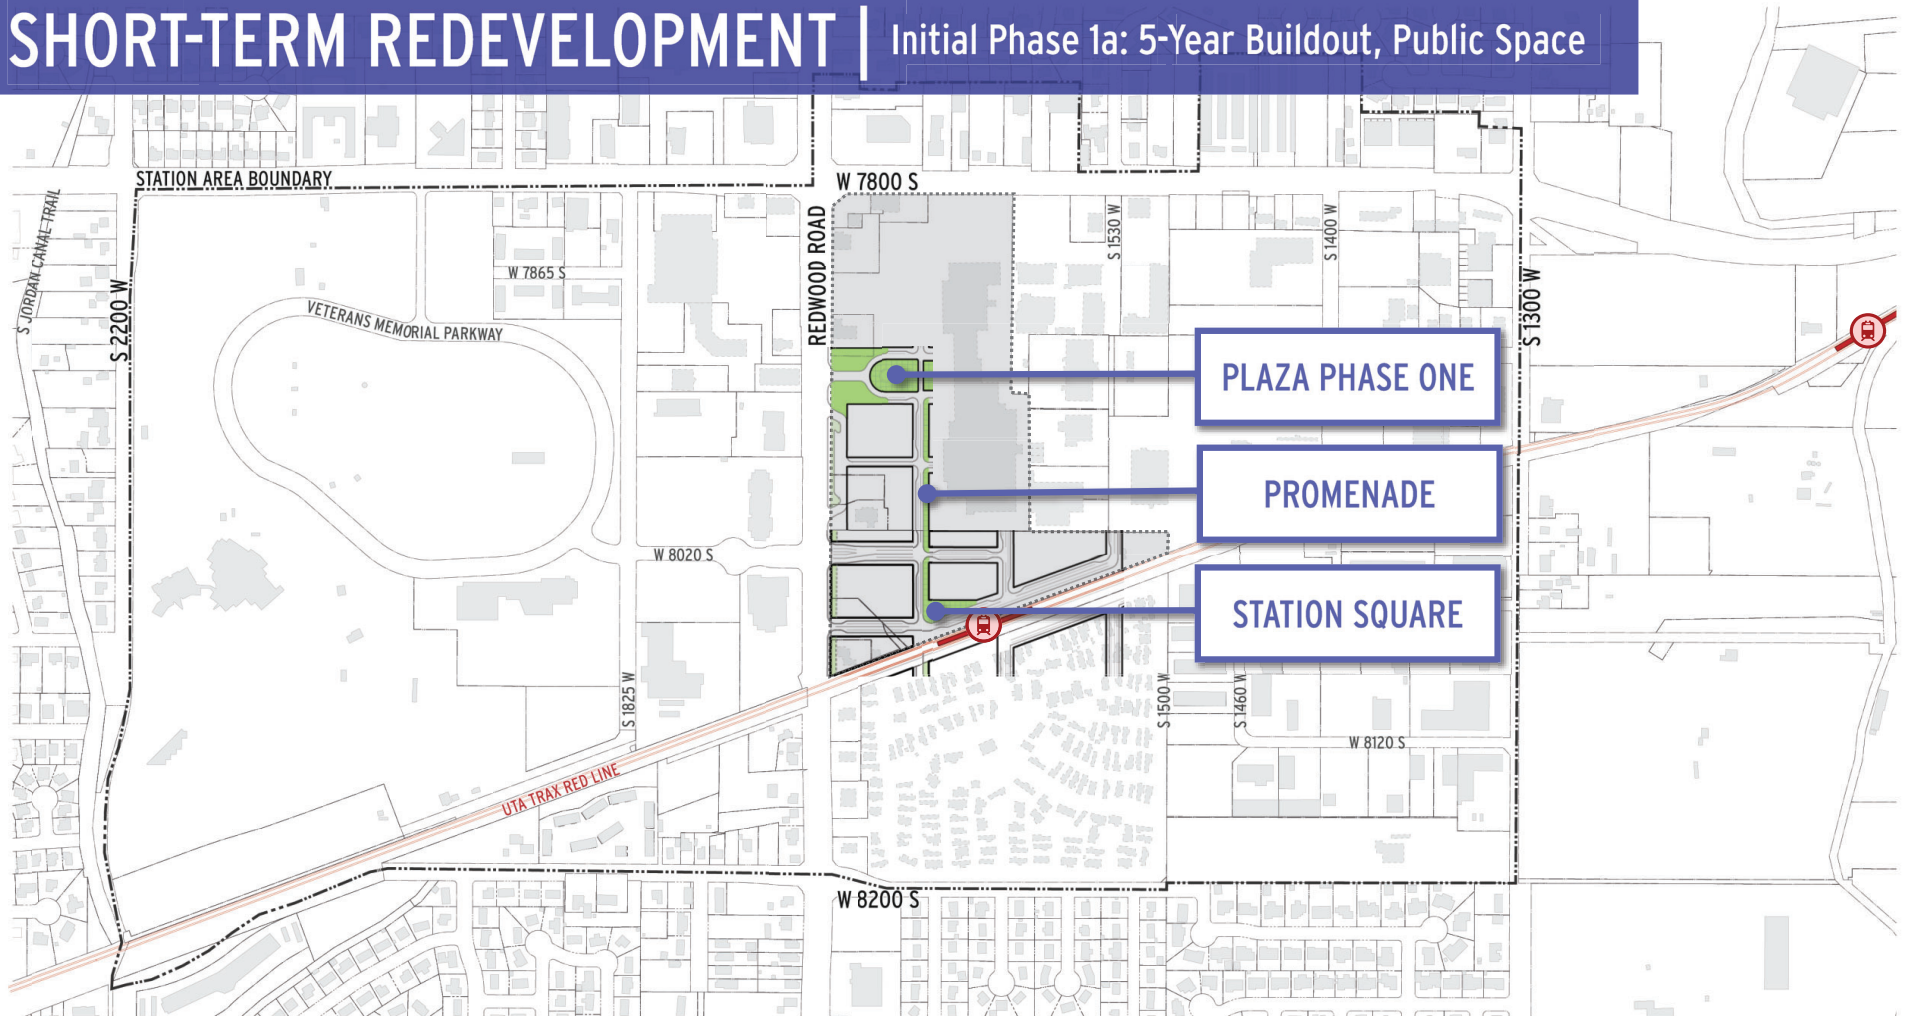 SHORT-TERM REDEVELOPMENT | Initial Phase 1a: 5-Year Buildout, Public Space
STATION AREA BOUNDARY
W 7800 S
S JORDAN CANAL TRAIL
S 2200 W
REDWOOD ROAD
S 1530 W
S 1400 W
S 1300 W
W 7865 S
VETERANS MEMORIAL PARKWAY
PLAZA PHASE ONE
PROMENADE
W 8020 S
STATION SQUARE
S 1825 W
S 1500 W
S 1460 W
W 8120 S
UTA TRAX RED LINE
W 8200 S